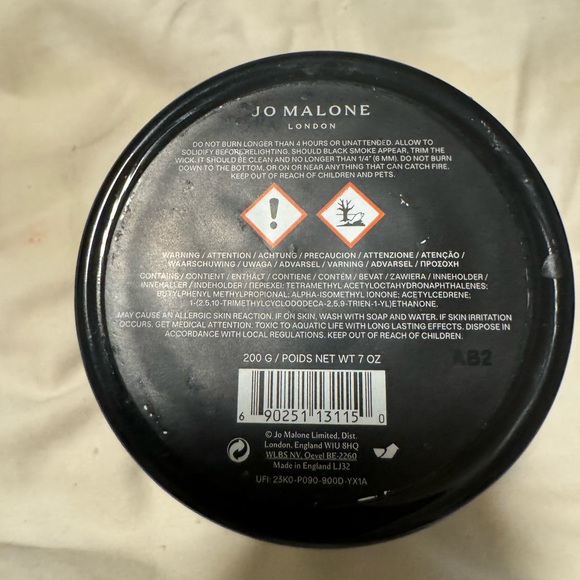 JO MALONE
LONDON
DO NOT BURN LONGER THAN 4 HOURS OR UNATTENDED. ALLOW TO
SOLIDIFY BEFORE RELIGHTING. SHOULD BLACK SMOKE APPEAR, TRIM THE
WICK. IT SHOULD BE CLEAN AND NO LONGER THAN 1/4" (6 MM). DO NOT BURN
DOWN TO THE BOTTOM, OR ON OR NEAR ANYTHING THAT CAN CATCH FIRE.
KEEP OUT OF REACH OF CHILDREN AND PETS.
WARNING / ATTENTION / ACHTUNG / PRECAUCION / ATTENZIONE / ATENÇÃO /
WAARSCHUWING / UWAGA / ADVARSEL / VARNING / ADVARSEL / ΠΡΟΣΟΧΗ
CONTAINS / CONTENT / ENTHÄLT / CONTIENE / CONTÉM / BEVAT / ZAWIERA / INNEHOLDER /
INNEHÅLLER / INDEHOLDER / ΠΕΡΙΕΧΕΙ: TETRAMETHYL ACETYLOCTAHYDRONAPHTHALENES;
BUTYLPHENYL METHYLPROPIONAL; ALPHA-ISOMETHYL IONONE; ACETYLCEDRENE;
1-(2,5,10-TRIMETHYLCYCLODODECA-2,5,9-TRIEN-1-YL)ETHANONE.
MAY CAUSE AN ALLERGIC SKIN REACTION. IF ON SKIN, WASH WITH SOAP AND WATER. IF SKIN IRRITATION
OCCURS, GET MEDICAL ATTENTION. TOXIC TO AQUATIC LIFE WITH LONG LASTING EFFECTS. DISPOSE IN
ACCORDANCE WITH LOCAL REGULATIONS. KEEP OUT OF REACH OF CHILDREN.
200 G / POIDS NET WT 7 OZ
AB2
6 90251 13115 0
© Jo Malone Limited, Dist.
London, England W1U 8HQ
WLBS NV, Oevel BE-2260
Made in England LJ32
UFI: 23K0-P090-900D-YX1A